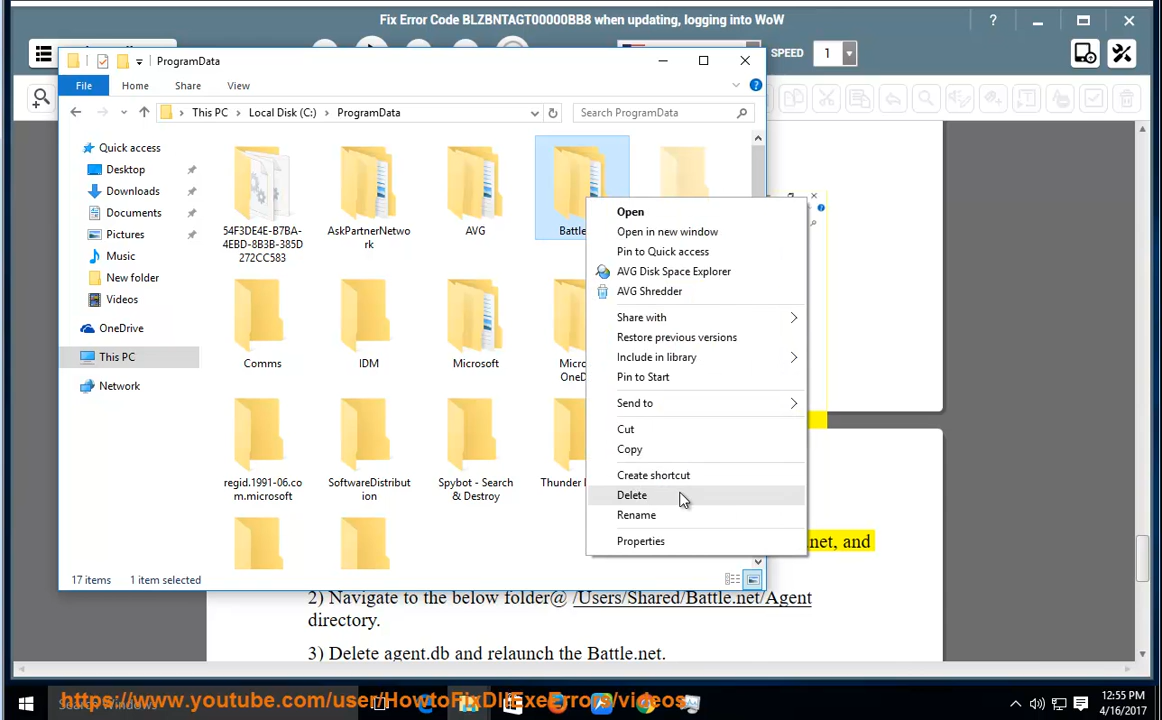 Fix Error Code BLZBNTAGT00000BB8 when updating, logging into WoW
?
SPEED
1
ProgramData
File
Home
Share
View
This PC
Local Disk (C:)
ProgramData
Search ProgramData
Quick access
Desktop
Downloads
Documents
Pictures
Music
New folder
Videos
OneDrive
This PC
Network
54F3DE4E-B7BA-
4EBD-8B3B-385D
272CC583
AskPartnerNetwo
rk
AVG
Battle
Comms
IDM
Microsoft
Micro
OneD
regid.1991-06.co
m.microsoft
SoftwareDistribut
ion
Spybot - Search
& Destroy
Thunder
Open
Open in new window
Pin to Quick access
AVG Disk Space Explorer
AVG Shredder
Share with
Restore previous versions
Include in library
Pin to Start
Send to
Cut
Copy
Create shortcut
Delete
Rename
Properties
17 items
1 item selected
net, and
2) Navigate to the below folder@ /Users/Shared/Battle.net/Agent
directory.
3) Delete agent.db and relaunch the Battle.net.
https://www.youtube.com/user/HowtoFixDllExeErrors/videos
Search Windows
12:55 PM
4/16/2017